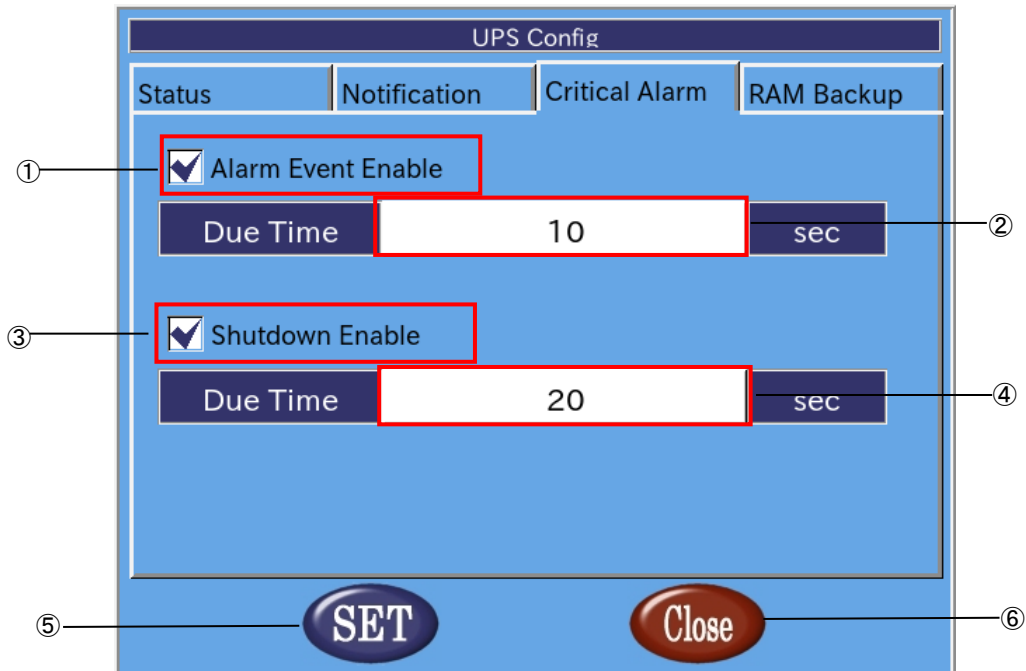 UPS Config
Status Notification Critical Alarm RAM Backup
① Alarm Event Enable
Due Time 10 sec ②
③ Shutdown Enable
Due Time 20 sec ④
⑤ SET Close ⑥